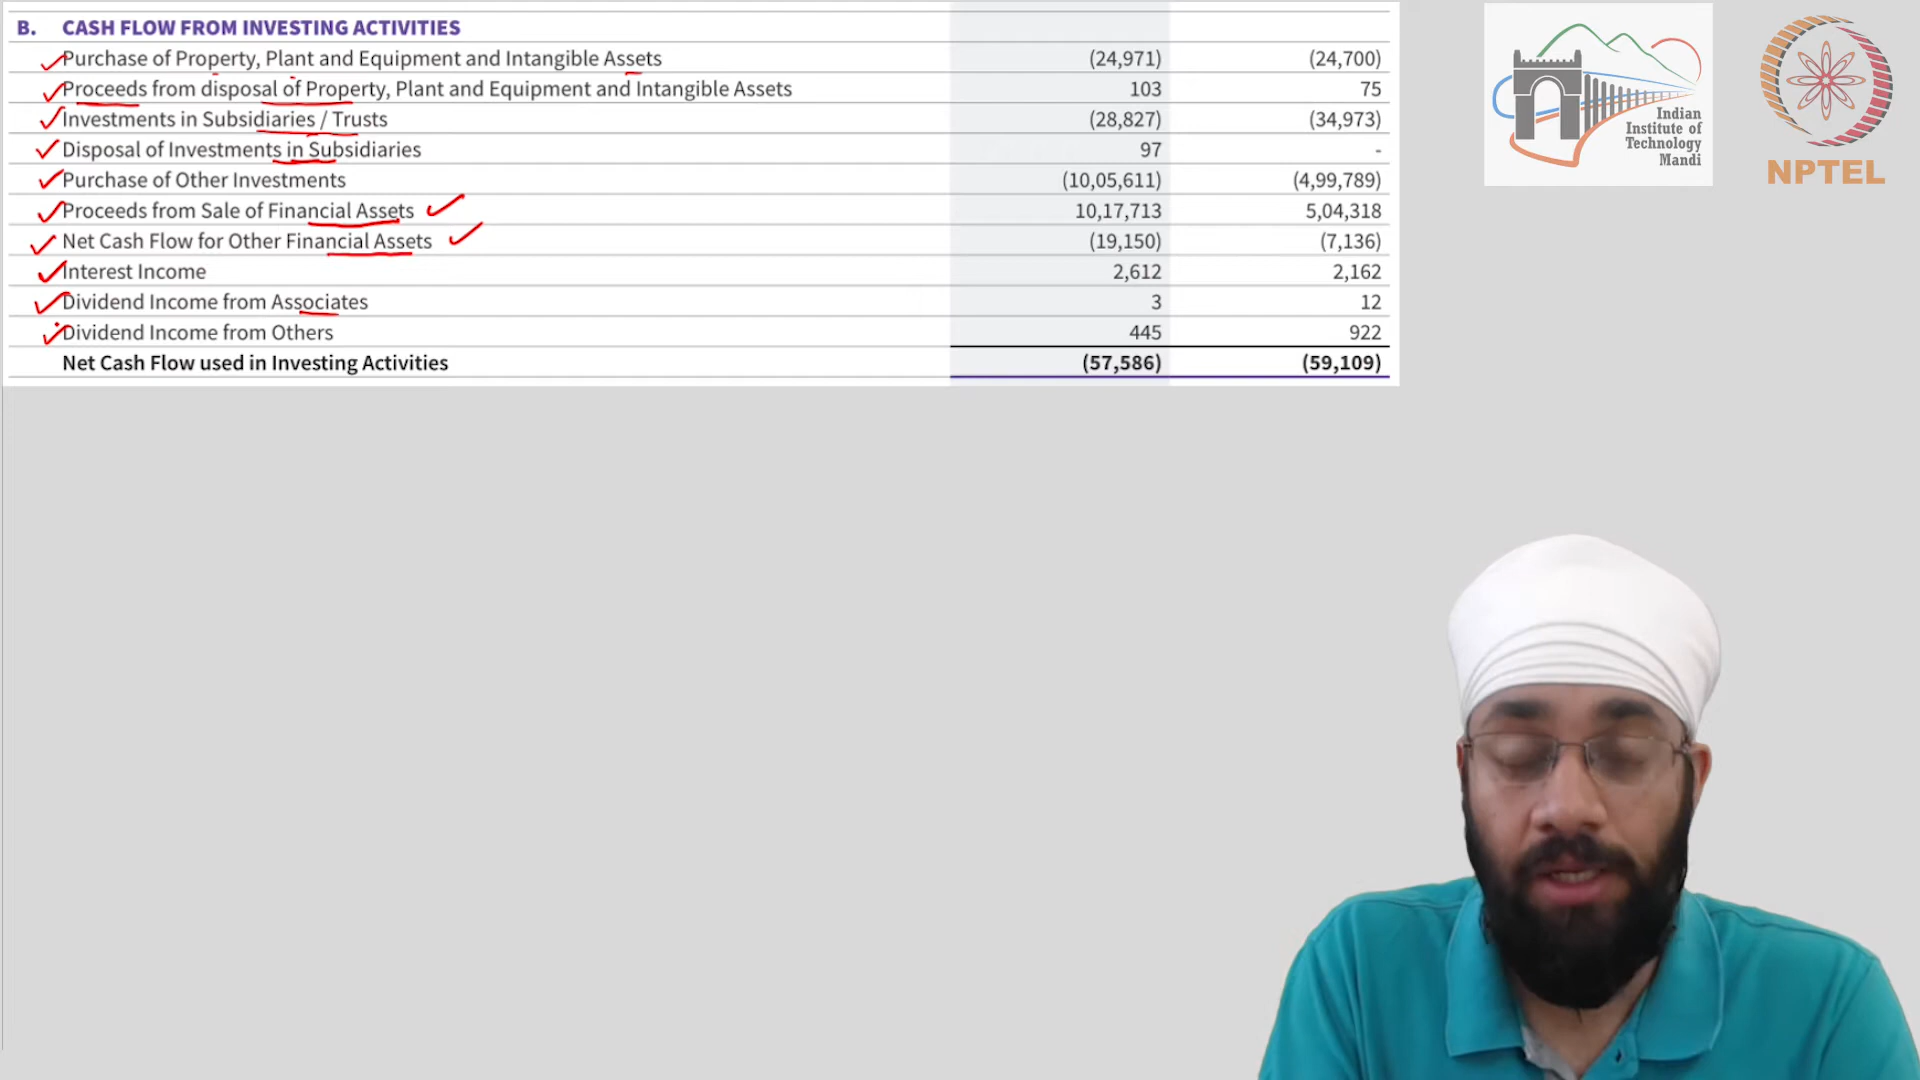 B. CASH FLOW FROM INVESTING ACTIVITIES
Purchase of Property, Plant and Equipment and Intangible Assets (24,971) (24,700)
Proceeds from disposal of Property, Plant and Equipment and Intangible Assets 103 75
Investments in Subsidiaries / Trusts (28,827) (34,973)
Disposal of Investments in Subsidiaries 97 -
Purchase of Other Investments (10,05,611) (4,99,789)
Proceeds from Sale of Financial Assets 10,17,713 5,04,318
Net Cash Flow for Other Financial Assets (19,150) (7,136)
Interest Income 2,612 2,162
Dividend Income from Associates 3 12
Dividend Income from Others 445 922
Net Cash Flow used in Investing Activities (57,586) (59,109)
Indian
Institute of
Technology
Mandi
NPTEL